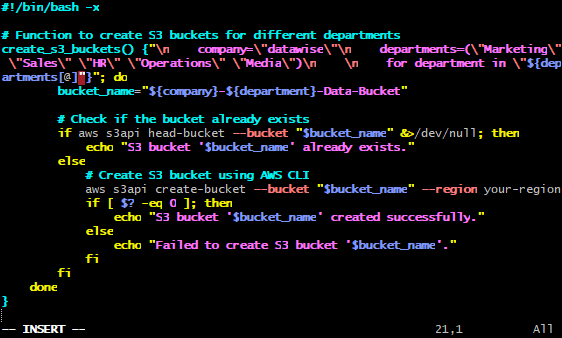 #!/bin/bash -x
# Function to create S3 buckets for different departments
create_s3_buckets() {"\n    company=\"datawise\"\n    departments=(\"Marketing\"
 \"Sales\" \"HR\" \"Operations\" \"Media\")\n    \n    for department in \"${dep
artments[@]"}"; do
        bucket_name="${company}-${department}-Data-Bucket"
        # Check if the bucket already exists
        if aws s3api head-bucket --bucket "$bucket_name" &>/dev/null; then
            echo "S3 bucket '$bucket_name' already exists."
        else
            # Create S3 bucket using AWS CLI
            aws s3api create-bucket --bucket "$bucket_name" --region your-region
            if [ $? -eq 0 ]; then
                echo "S3 bucket '$bucket_name' created successfully."
            else
                echo "Failed to create S3 bucket '$bucket_name'."
            fi
        fi
    done
}
-- INSERT --                                                  21,1          All